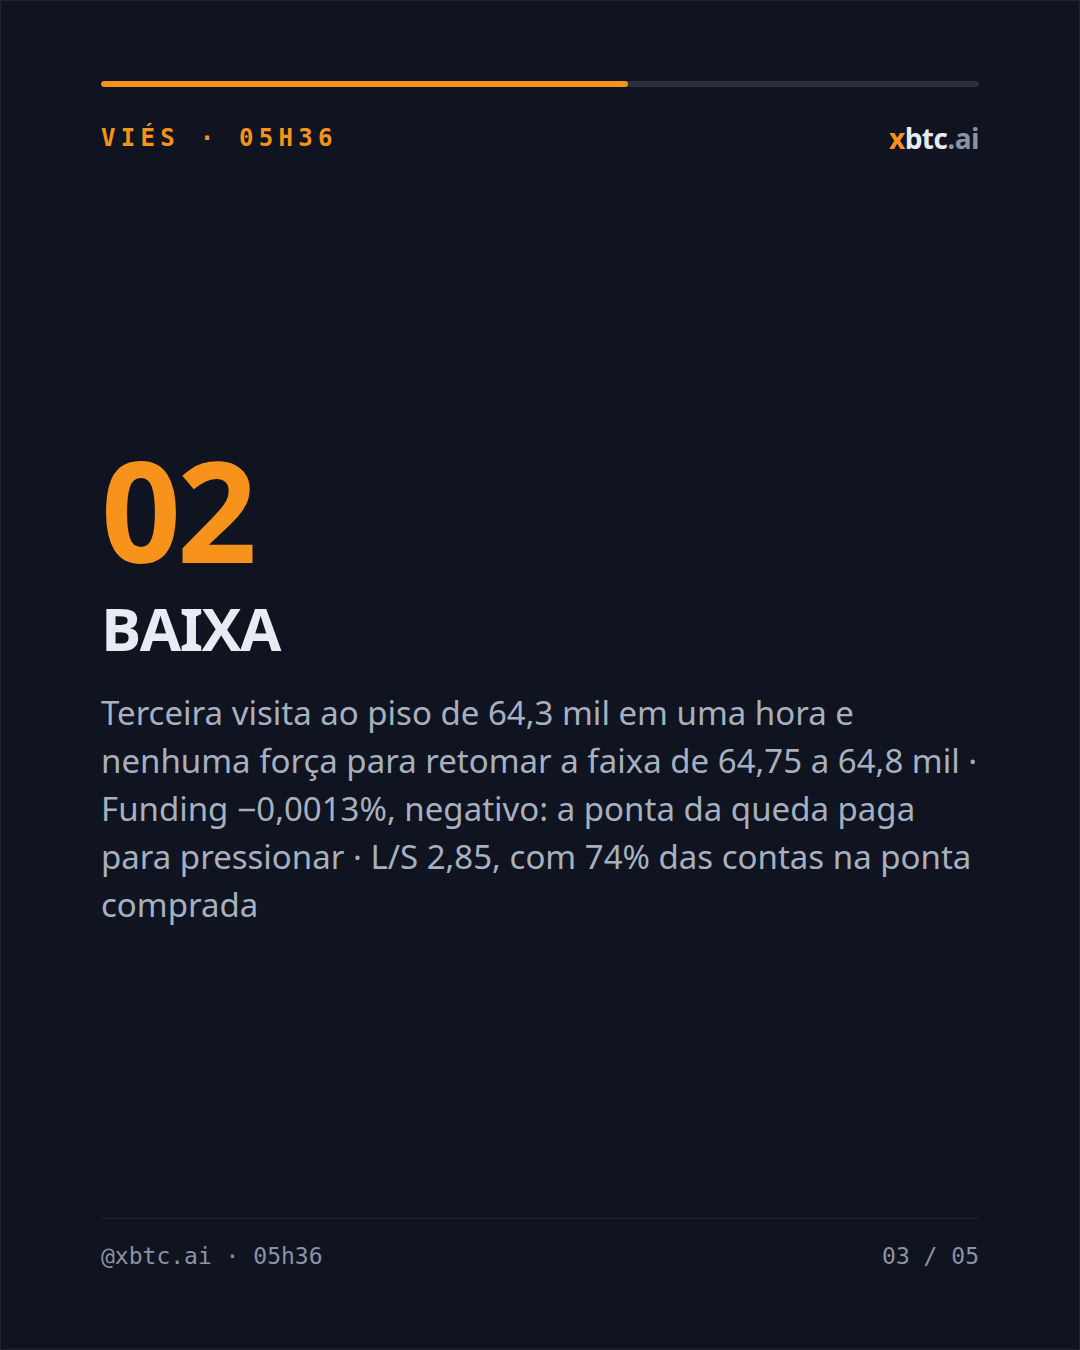 VIÉS · 05H36
xbtc.ai
02
BAIXA
Terceira visita ao piso de 64,3 mil em uma hora e
nenhuma força para retomar a faixa de 64,75 a 64,8 mil ·
Funding −0,0013%, negativo: a ponta da queda paga
para pressionar · L/S 2,85, com 74% das contas na ponta
comprada
@xbtc.ai · 05h36
03 / 05